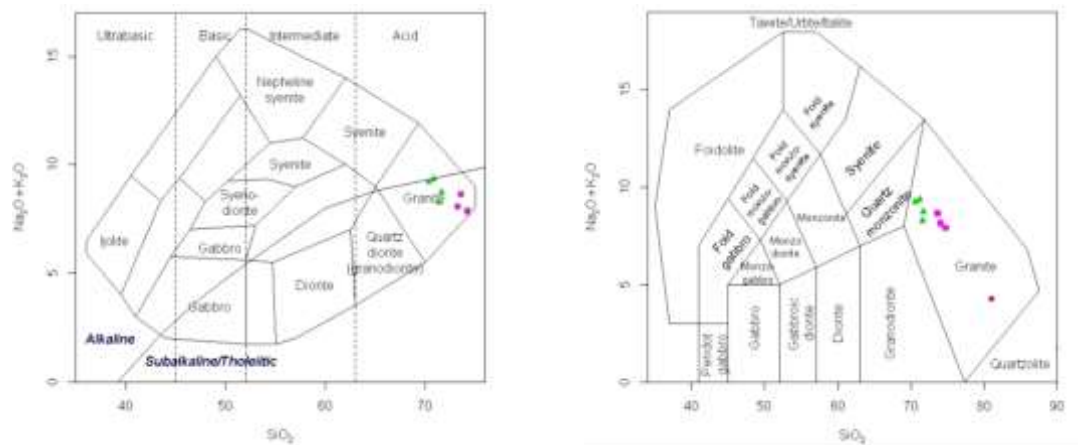 Ultrabasic
Basic
Intermediate
Acid
Nepheline
syenite
Syenite
Syenite
Syeno-
diorite
Ijolite
Gabbro
Gabbro
Diorite
Granite
Quartz
diorite
(granodiorite)
Alkaline
Subalkaline/Tholeiitic
0
5
10
15
40
50
60
70
Na2O + K2O
SiO2
Tawite/Urtite/Italite
Foidolite
Foid
syenite
Foid
monzo-
syenite
Foid
monzo-
gabbro
Foid
gabbro
Syenite
Quartz
monzonite
Monzonite
Monzo
diorite
Monzo
gabbro
Peridot
gabbro
Gabbro
Gabbroic
diorite
Diorite
Granodiorite
Granite
Quartzolite
0
5
10
15
40
50
60
70
80
90
Na2O + K2O
SiO2